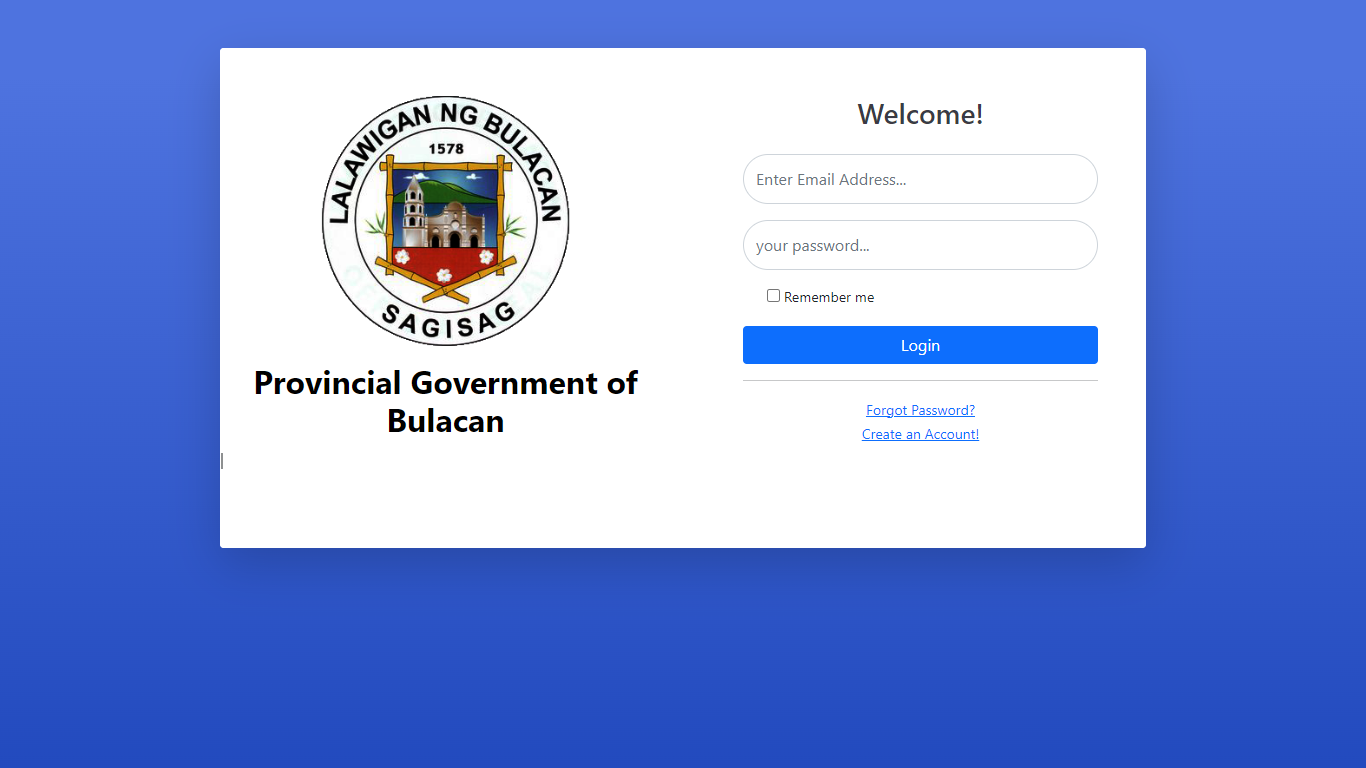 LALAWIGAN NG BULACAN
1578
SAGISAG
Provincial Government of
Bulacan
Welcome!
Enter Email Address...
your password...
Remember me
Login
Forgot Password?
Create an Account!